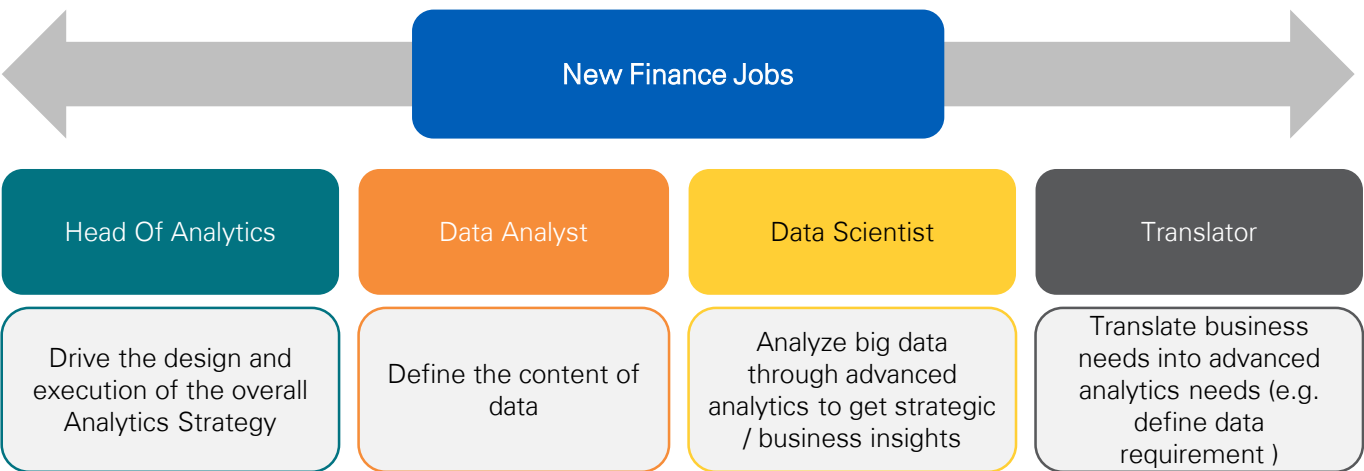 New Finance Jobs
Head Of Analytics
Data Analyst
Data Scientist
Translator
Drive the design and
execution of the overall
Analytics Strategy
Define the content of
data
Analyze big data
through advanced
analytics to get strategic
/ business insights
Translate business
needs into advanced
analytics needs (e.g.
define data
requirement )